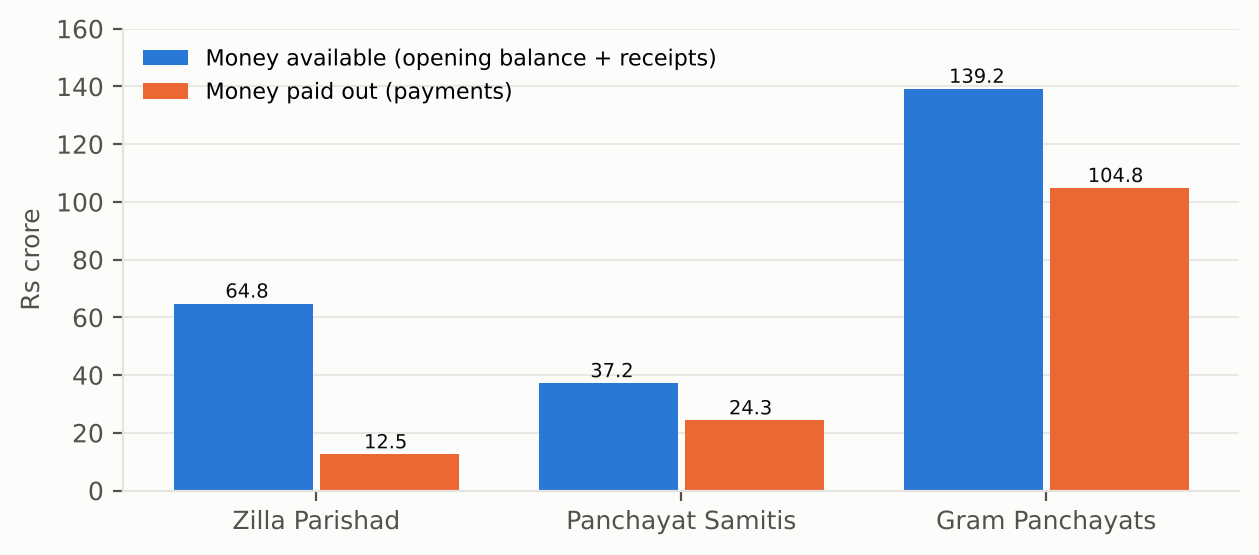 160
140
120
100
80
60
40
20
0
Rs crore
Money available (opening balance + receipts)
Money paid out (payments)
64.8
12.5
37.2
24.3
139.2
104.8
Zilla Parishad
Panchayat Samitis
Gram Panchayats